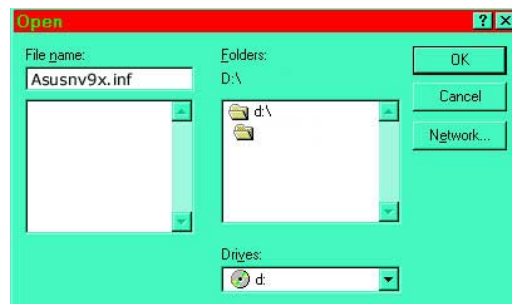 Open
File name:
Asusnv9x.inf
Folders:
D:\
d:\
Drives:
d:
OK
Cancel
Network...